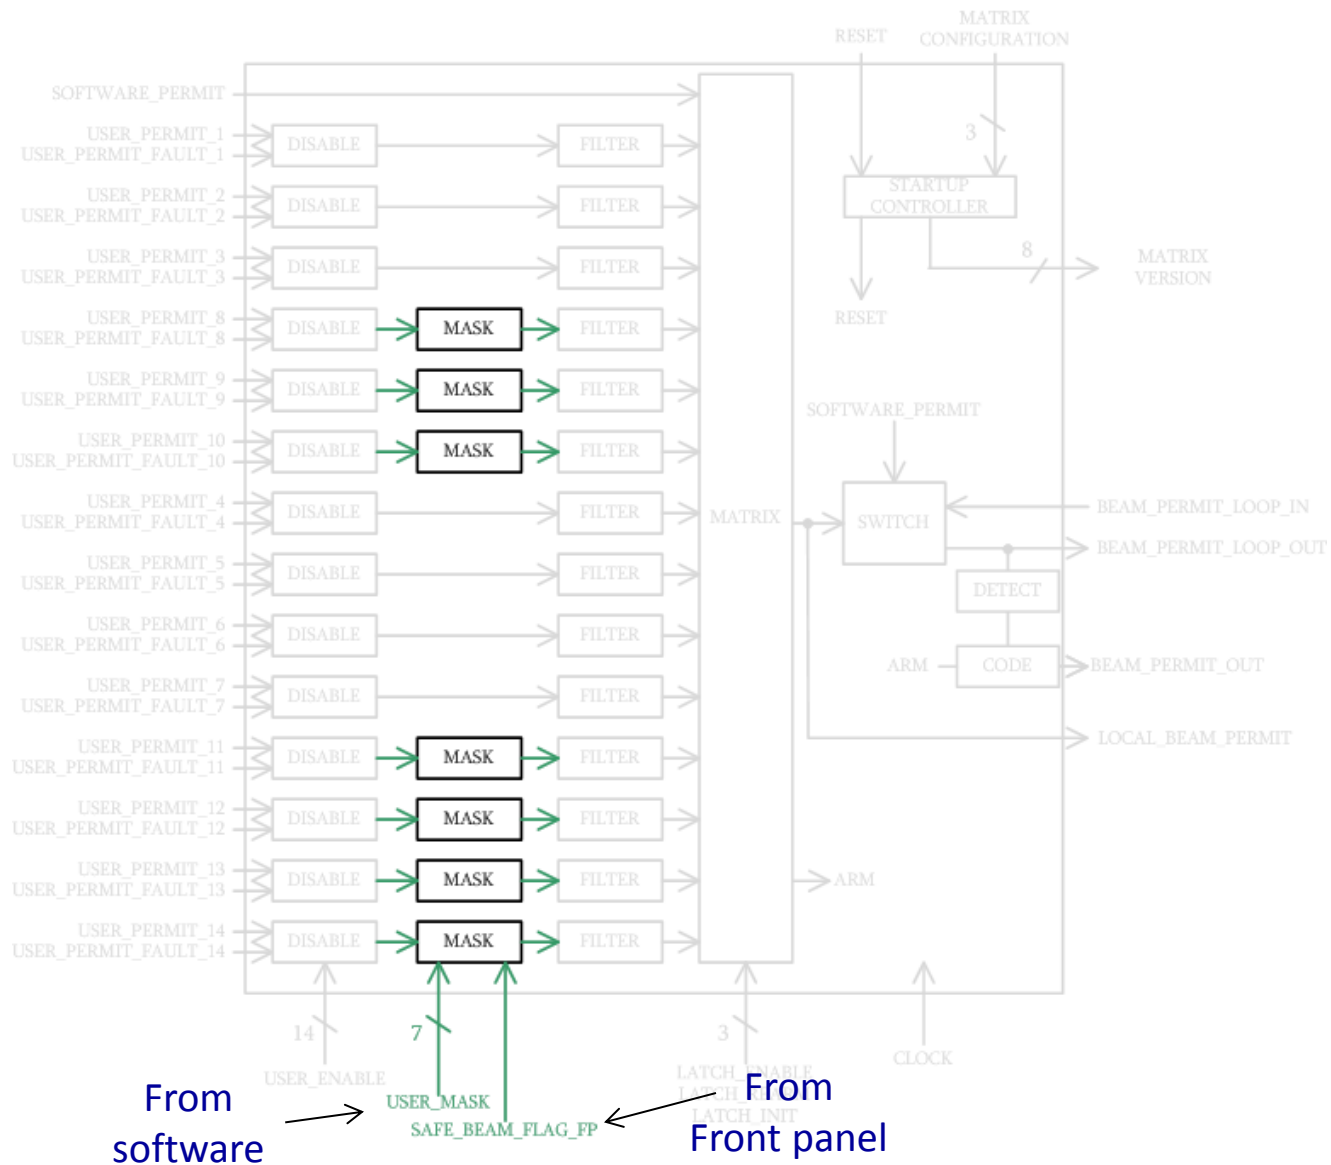 RESET
MATRIX
CONFIGURATION
SOFTWARE_PERMIT
USER_PERMIT_1
USER_PERMIT_FAULT_1
DISABLE
FILTER
3
STARTUP
CONTROLLER
USER_PERMIT_2
USER_PERMIT_FAULT_2
DISABLE
FILTER
8
MATRIX
VERSION
USER_PERMIT_3
USER_PERMIT_FAULT_3
DISABLE
FILTER
RESET
USER_PERMIT_8
USER_PERMIT_FAULT_8
DISABLE
MASK
FILTER
USER_PERMIT_9
USER_PERMIT_FAULT_9
DISABLE
MASK
FILTER
SOFTWARE_PERMIT
USER_PERMIT_10
USER_PERMIT_FAULT_10
DISABLE
MASK
FILTER
USER_PERMIT_4
USER_PERMIT_FAULT_4
DISABLE
FILTER
MATRIX
SWITCH
BEAM_PERMIT_LOOP_IN
BEAM_PERMIT_LOOP_OUT
USER_PERMIT_5
USER_PERMIT_FAULT_5
DISABLE
FILTER
DETECT
USER_PERMIT_6
USER_PERMIT_FAULT_6
DISABLE
FILTER
ARM
CODE
BEAM_PERMIT_OUT
USER_PERMIT_7
USER_PERMIT_FAULT_7
DISABLE
FILTER
LOCAL_BEAM_PERMIT
USER_PERMIT_11
USER_PERMIT_FAULT_11
DISABLE
MASK
FILTER
USER_PERMIT_12
USER_PERMIT_FAULT_12
DISABLE
MASK
FILTER
USER_PERMIT_13
USER_PERMIT_FAULT_13
DISABLE
MASK
FILTER
ARM
USER_PERMIT_14
USER_PERMIT_FAULT_14
DISABLE
MASK
FILTER
14
7
3
USER_ENABLE
CLOCK
LATCH_ENABLE
LATCH_INIT
USER_MASK
SAFE_BEAM_FLAG_FP
From
software
From
Front panel